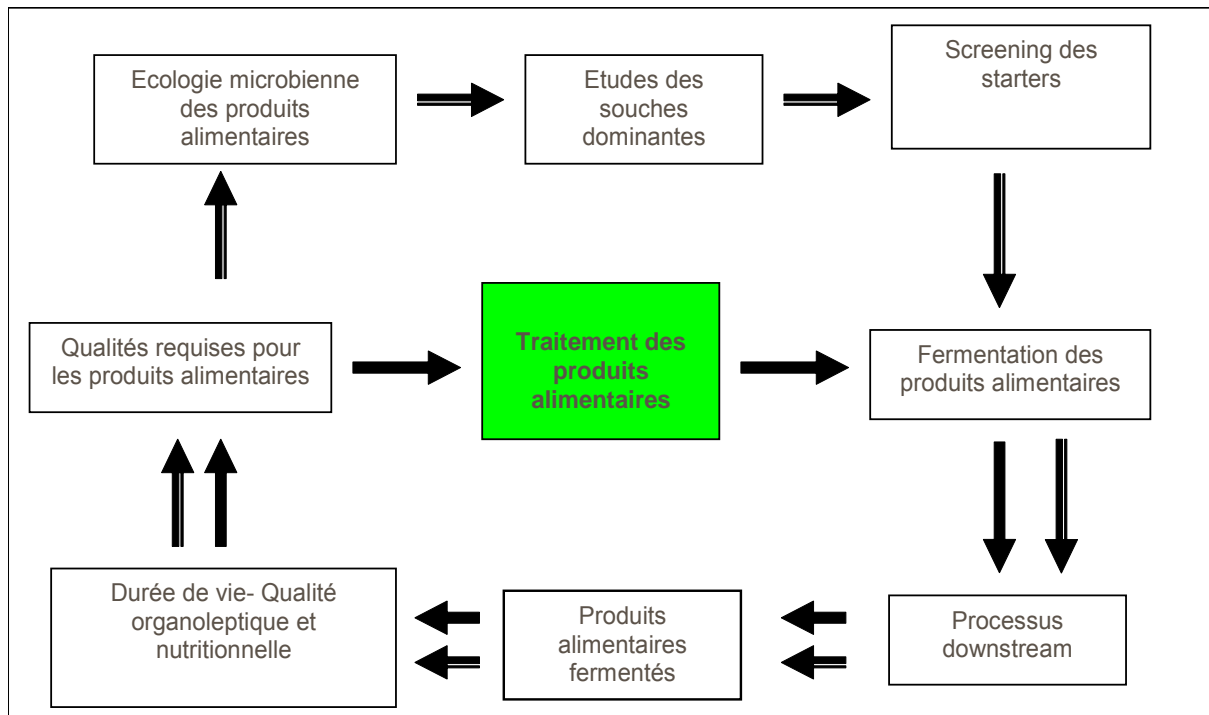 Ecologie microbienne
des produits
alimentaires
Etudes des
souches
dominantes
Screening des
starters
Qualités requises pour
les produits alimentaires
Traitement des
produits
alimentaires
Fermentation des
produits alimentaires
Durée de vie- Qualité
organoleptique et
nutritionnelle
Produits
alimentaires
fermentés
Processus
downstream